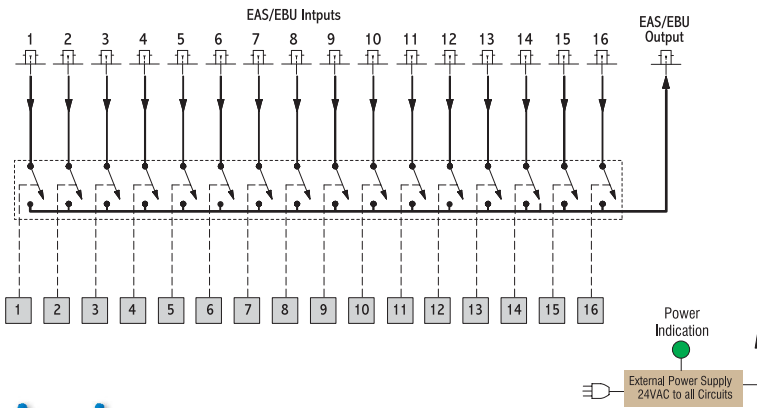 EAS/EBU Intputs
EAS/EBU
Output
1 2 3 4 5 6 7 8 9 10 11 12 13 14 15 16
1 2 3 4 5 6 7 8 9 10 11 12 13 14 15 16
Power
Indication
External Power Supply
24VAC to all Circuits